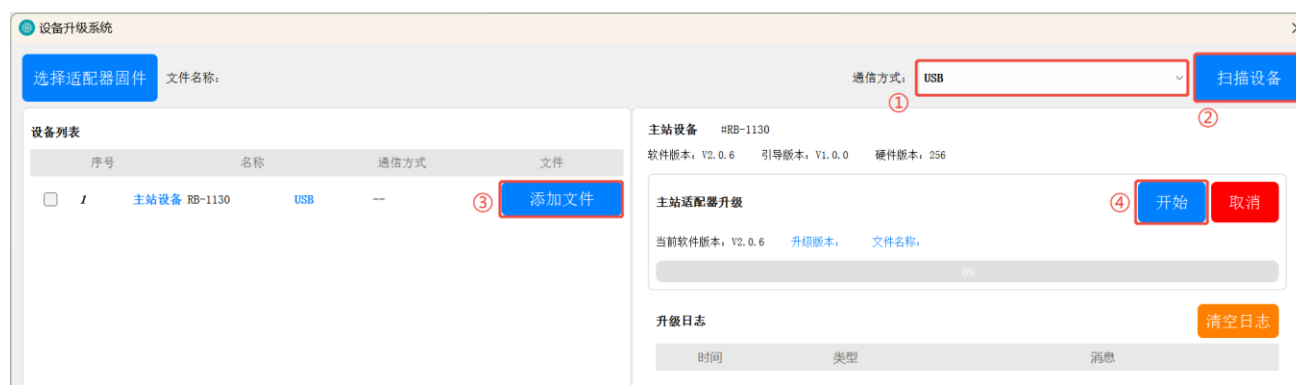 设备升级系统
选择适配器固件 文件名称: 通信方式: USB 扫描设备
① ②
设备列表
序号 名称 通信方式 文件
1 主站设备 RB-1130 USB -- ③ 添加文件
主站设备 #RB-1130
软件版本: V2.0.6 引导版本: V1.0.0 硬件版本: 256
主站适配器升级 ④ 开始 取消
当前软件版本: V2.0.6 升级版本: 文件名称:
0%
升级日志 清空日志
时间 类型 消息